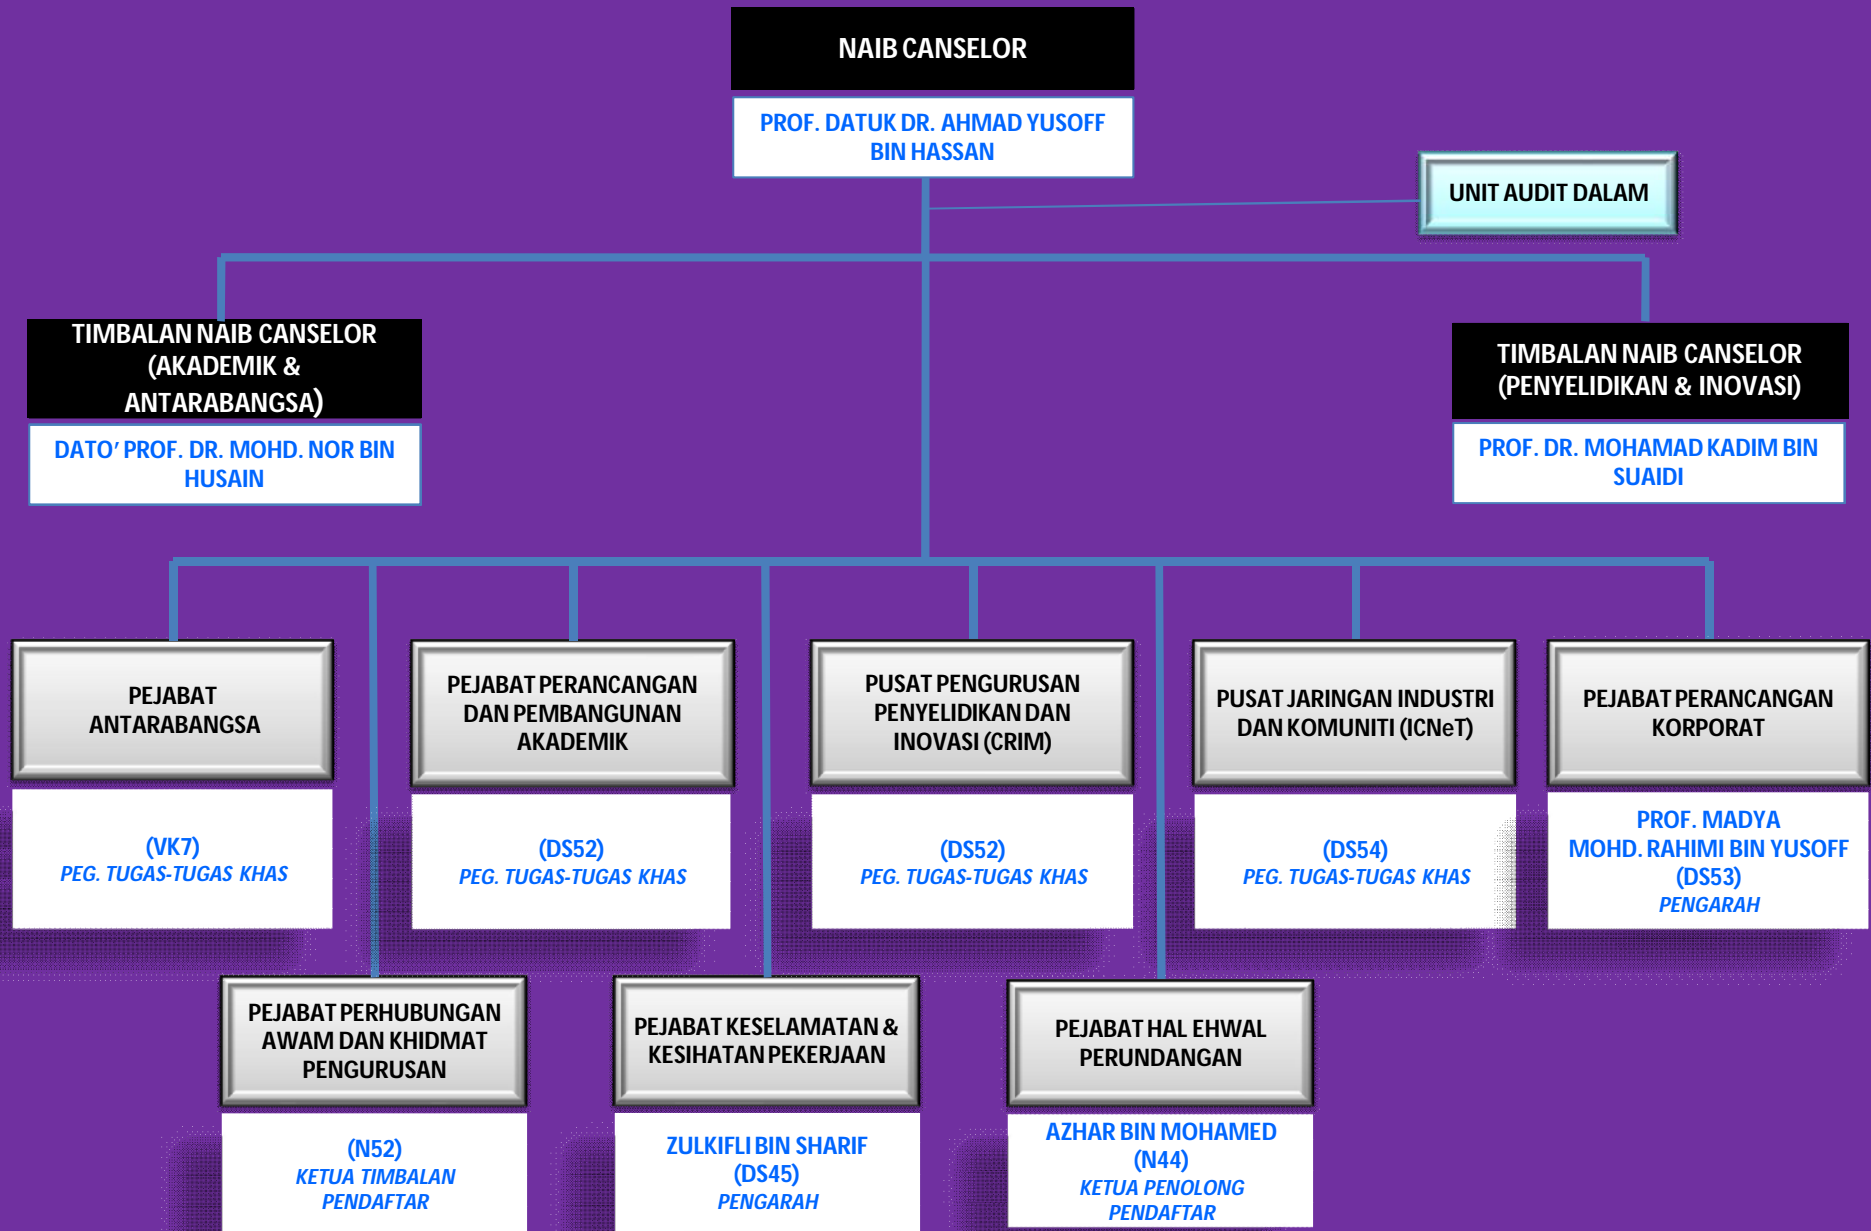 NAIB CANSELOR
PROF. DATUK DR. AHMAD YUSOFF
BIN HASSAN
UNIT AUDIT DALAM
TIMBALAN NAIB CANSELOR
(AKADEMIK &
ANTARABANGSA)
DATO' PROF. DR. MOHD. NOR BIN
HUSAIN
TIMBALAN NAIB CANSELOR
(PENYELIDIKAN & INOVASI)
PROF. DR. MOHAMAD KADIM BIN
SUAIDI
PEJABAT
ANTARABANGSA
(VK7)
PEG. TUGAS-TUGAS KHAS
PEJABAT PERANCANGAN
DAN PEMBANGUNAN
AKADEMIK
(DS52)
PEG. TUGAS-TUGAS KHAS
PUSAT PENGURUSAN
PENYELIDIKAN DAN
INOVASI (CRIM)
(DS52)
PEG. TUGAS-TUGAS KHAS
PUSAT JARINGAN INDUSTRI
DAN KOMUNITI (ICNeT)
(DS54)
PEG. TUGAS-TUGAS KHAS
PEJABAT PERANCANGAN
KORPORAT
PROF. MADYA
MOHD. RAHIMI BIN YUSOFF
(DS53)
PENGARAH
PEJABAT PERHUBUNGAN
AWAM DAN KHIDMAT
PENGURUSAN
(N52)
KETUA TIMBALAN
PENDAFTAR
PEJABAT KESELAMATAN &
KESIHATAN PEKERJAAN
ZULKIFLI BIN SHARIF
(DS45)
PENGARAH
PEJABAT HAL EHWAL
PERUNDANGAN
AZHAR BIN MOHAMED
(N44)
KETUA PENOLONG
PENDAFTAR